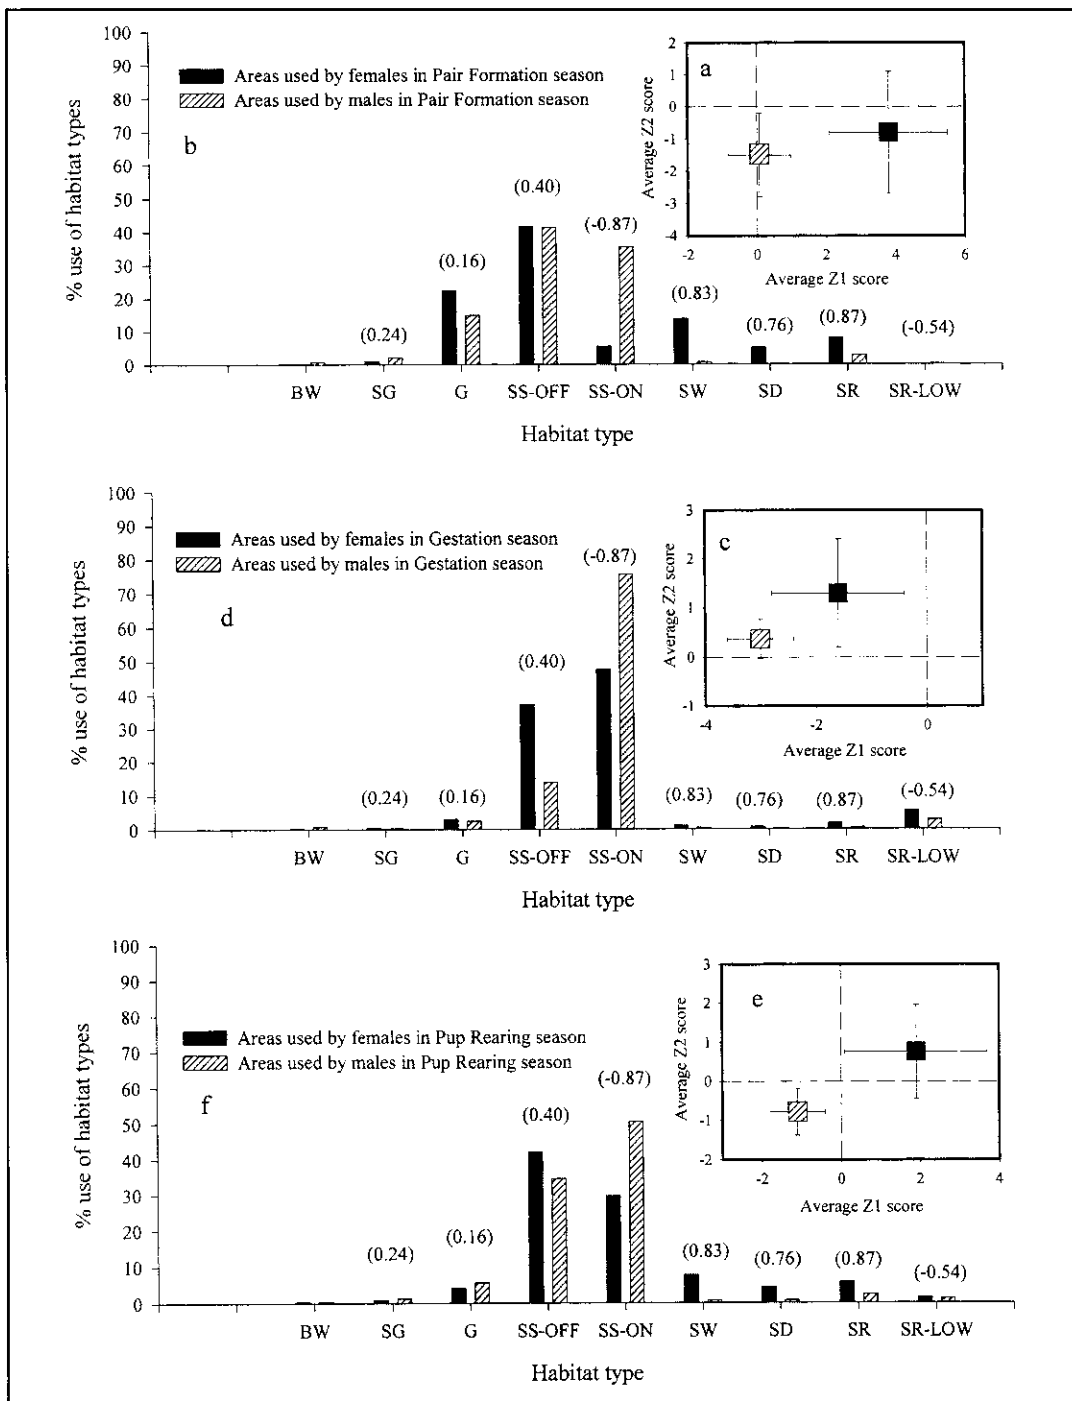 100
90
80
70
60
50
40
30
20
10
0
% use of habitat types
Areas used by females in Pair Formation season
Areas used by males in Pair Formation season
b
(0.24)
(0.16)
(0.40)
(-0.87)
(0.83)
(0.76)
(0.87)
(-0.54)
BW SG G SS-OFF SS-ON SW SD SR SR-LOW
Habitat type
a
2
1
0
-1
-2
-3
-4
Average Z2 score
-2 0 2 4 6
Average Z1 score
100
90
80
70
60
50
40
30
20
10
0
% use of habitat types
Areas used by females in Gestation season
Areas used by males in Gestation season
d
(0.24)
(0.16)
(0.40)
(-0.87)
(0.83)
(0.76)
(0.87)
(-0.54)
BW SG G SS-OFF SS-ON SW SD SR SR-LOW
Habitat type
c
3
2
1
0
-1
Average Z2 score
-4 -2 0
Average Z1 score
100
90
80
70
60
50
40
30
20
10
0
% use of habitat types
Areas used by females in Pup Rearing season
Areas used by males in Pup Rearing season
f
(0.24)
(0.16)
(0.40)
(-0.87)
(0.83)
(0.76)
(0.87)
(-0.54)
BW SG G SS-OFF SS-ON SW SD SR SR-LOW
Habitat type
e
3
2
1
0
-1
-2
Average Z2 score
-2 0 2 4
Average Z1 score